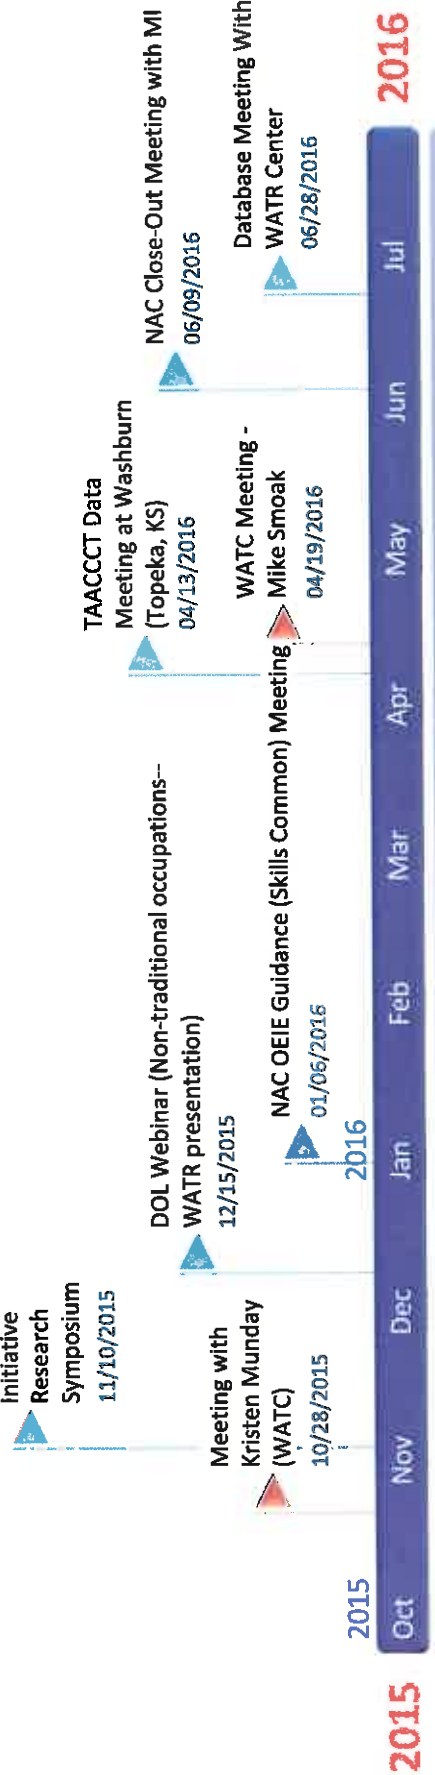 Initiative
Research
Symposium
11/10/2015
Meeting with
Kristen Munday
(WATC)
10/28/2015
DOL Webinar (Non-traditional occupations--
WATR presentation)
12/15/2015
NAC OEIE Guidance (Skills Common) Meeting
01/06/2016
TAACCCT Data
Meeting at Washburn
(Topeka, KS)
04/13/2016
WATC Meeting -
Mike Smoak
04/19/2016
NAC Close-Out Meeting with MI
06/09/2016
Database Meeting With
WATR Center
06/28/2016
2015
2016
2015
Oct
Nov
Dec
Jan
Feb
Mar
Apr
May
Jun
Jul
2016